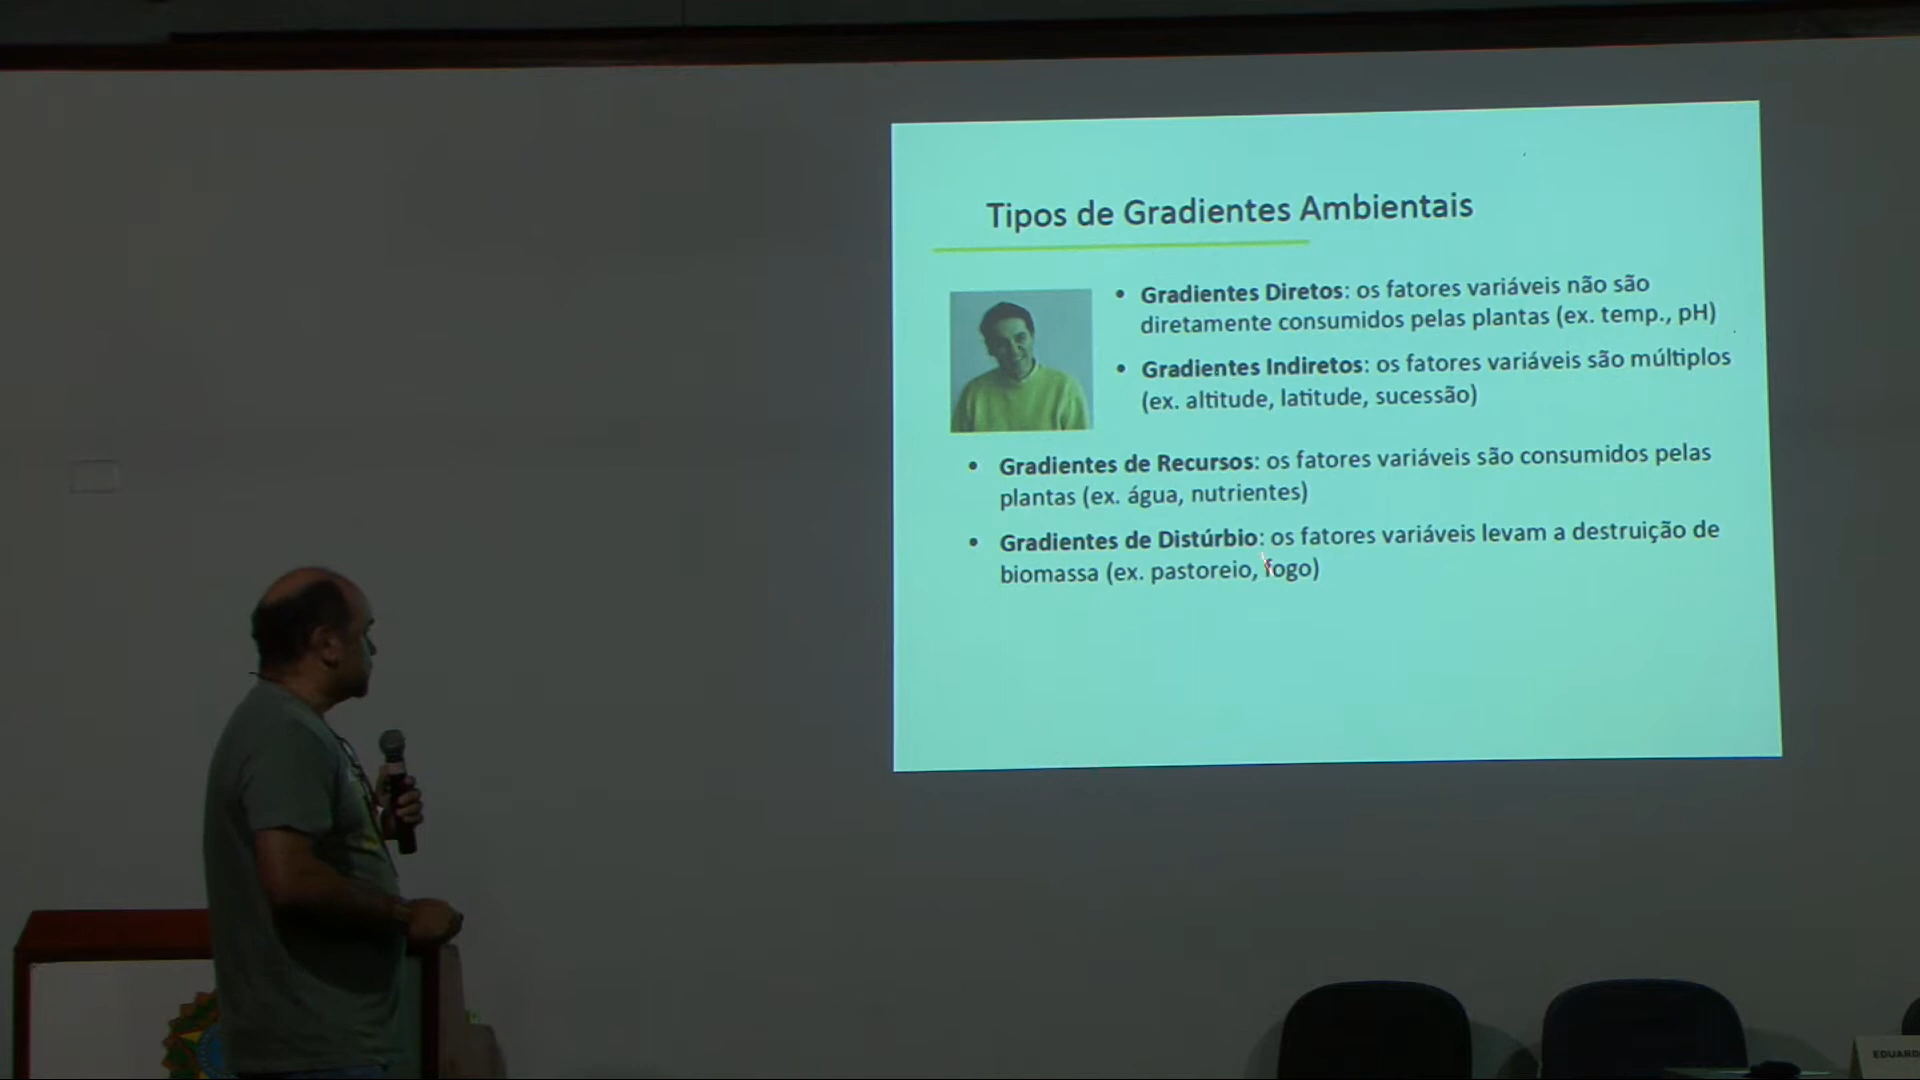 Tipos de Gradientes Ambientais
• Gradientes Diretos: os fatores variáveis não são
diretamente consumidos pelas plantas (ex. temp., pH)
• Gradientes Indiretos: os fatores variáveis são múltiplos
(ex. altitude, latitude, sucessão)
• Gradientes de Recursos: os fatores variáveis são consumidos pelas
plantas (ex. água, nutrientes)
• Gradientes de Distúrbio: os fatores variáveis levam a destruição de
biomassa (ex. pastoreio, fogo)
EDUARD